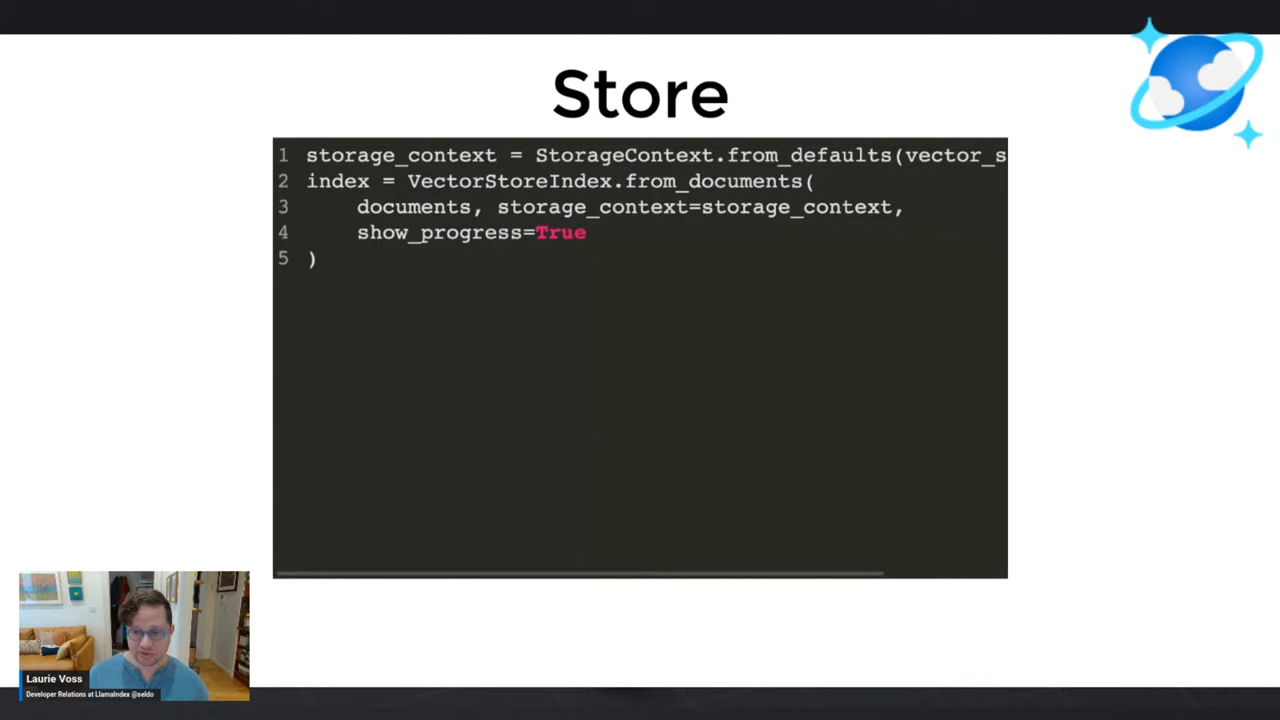 Store
1 storage_context = StorageContext.from_defaults(vector_s
2 index = VectorStoreIndex.from_documents(
3     documents, storage_context=storage_context,
4     show_progress=True
5 )
Laurie Voss
Developer Relations at LlamaIndex @seldo